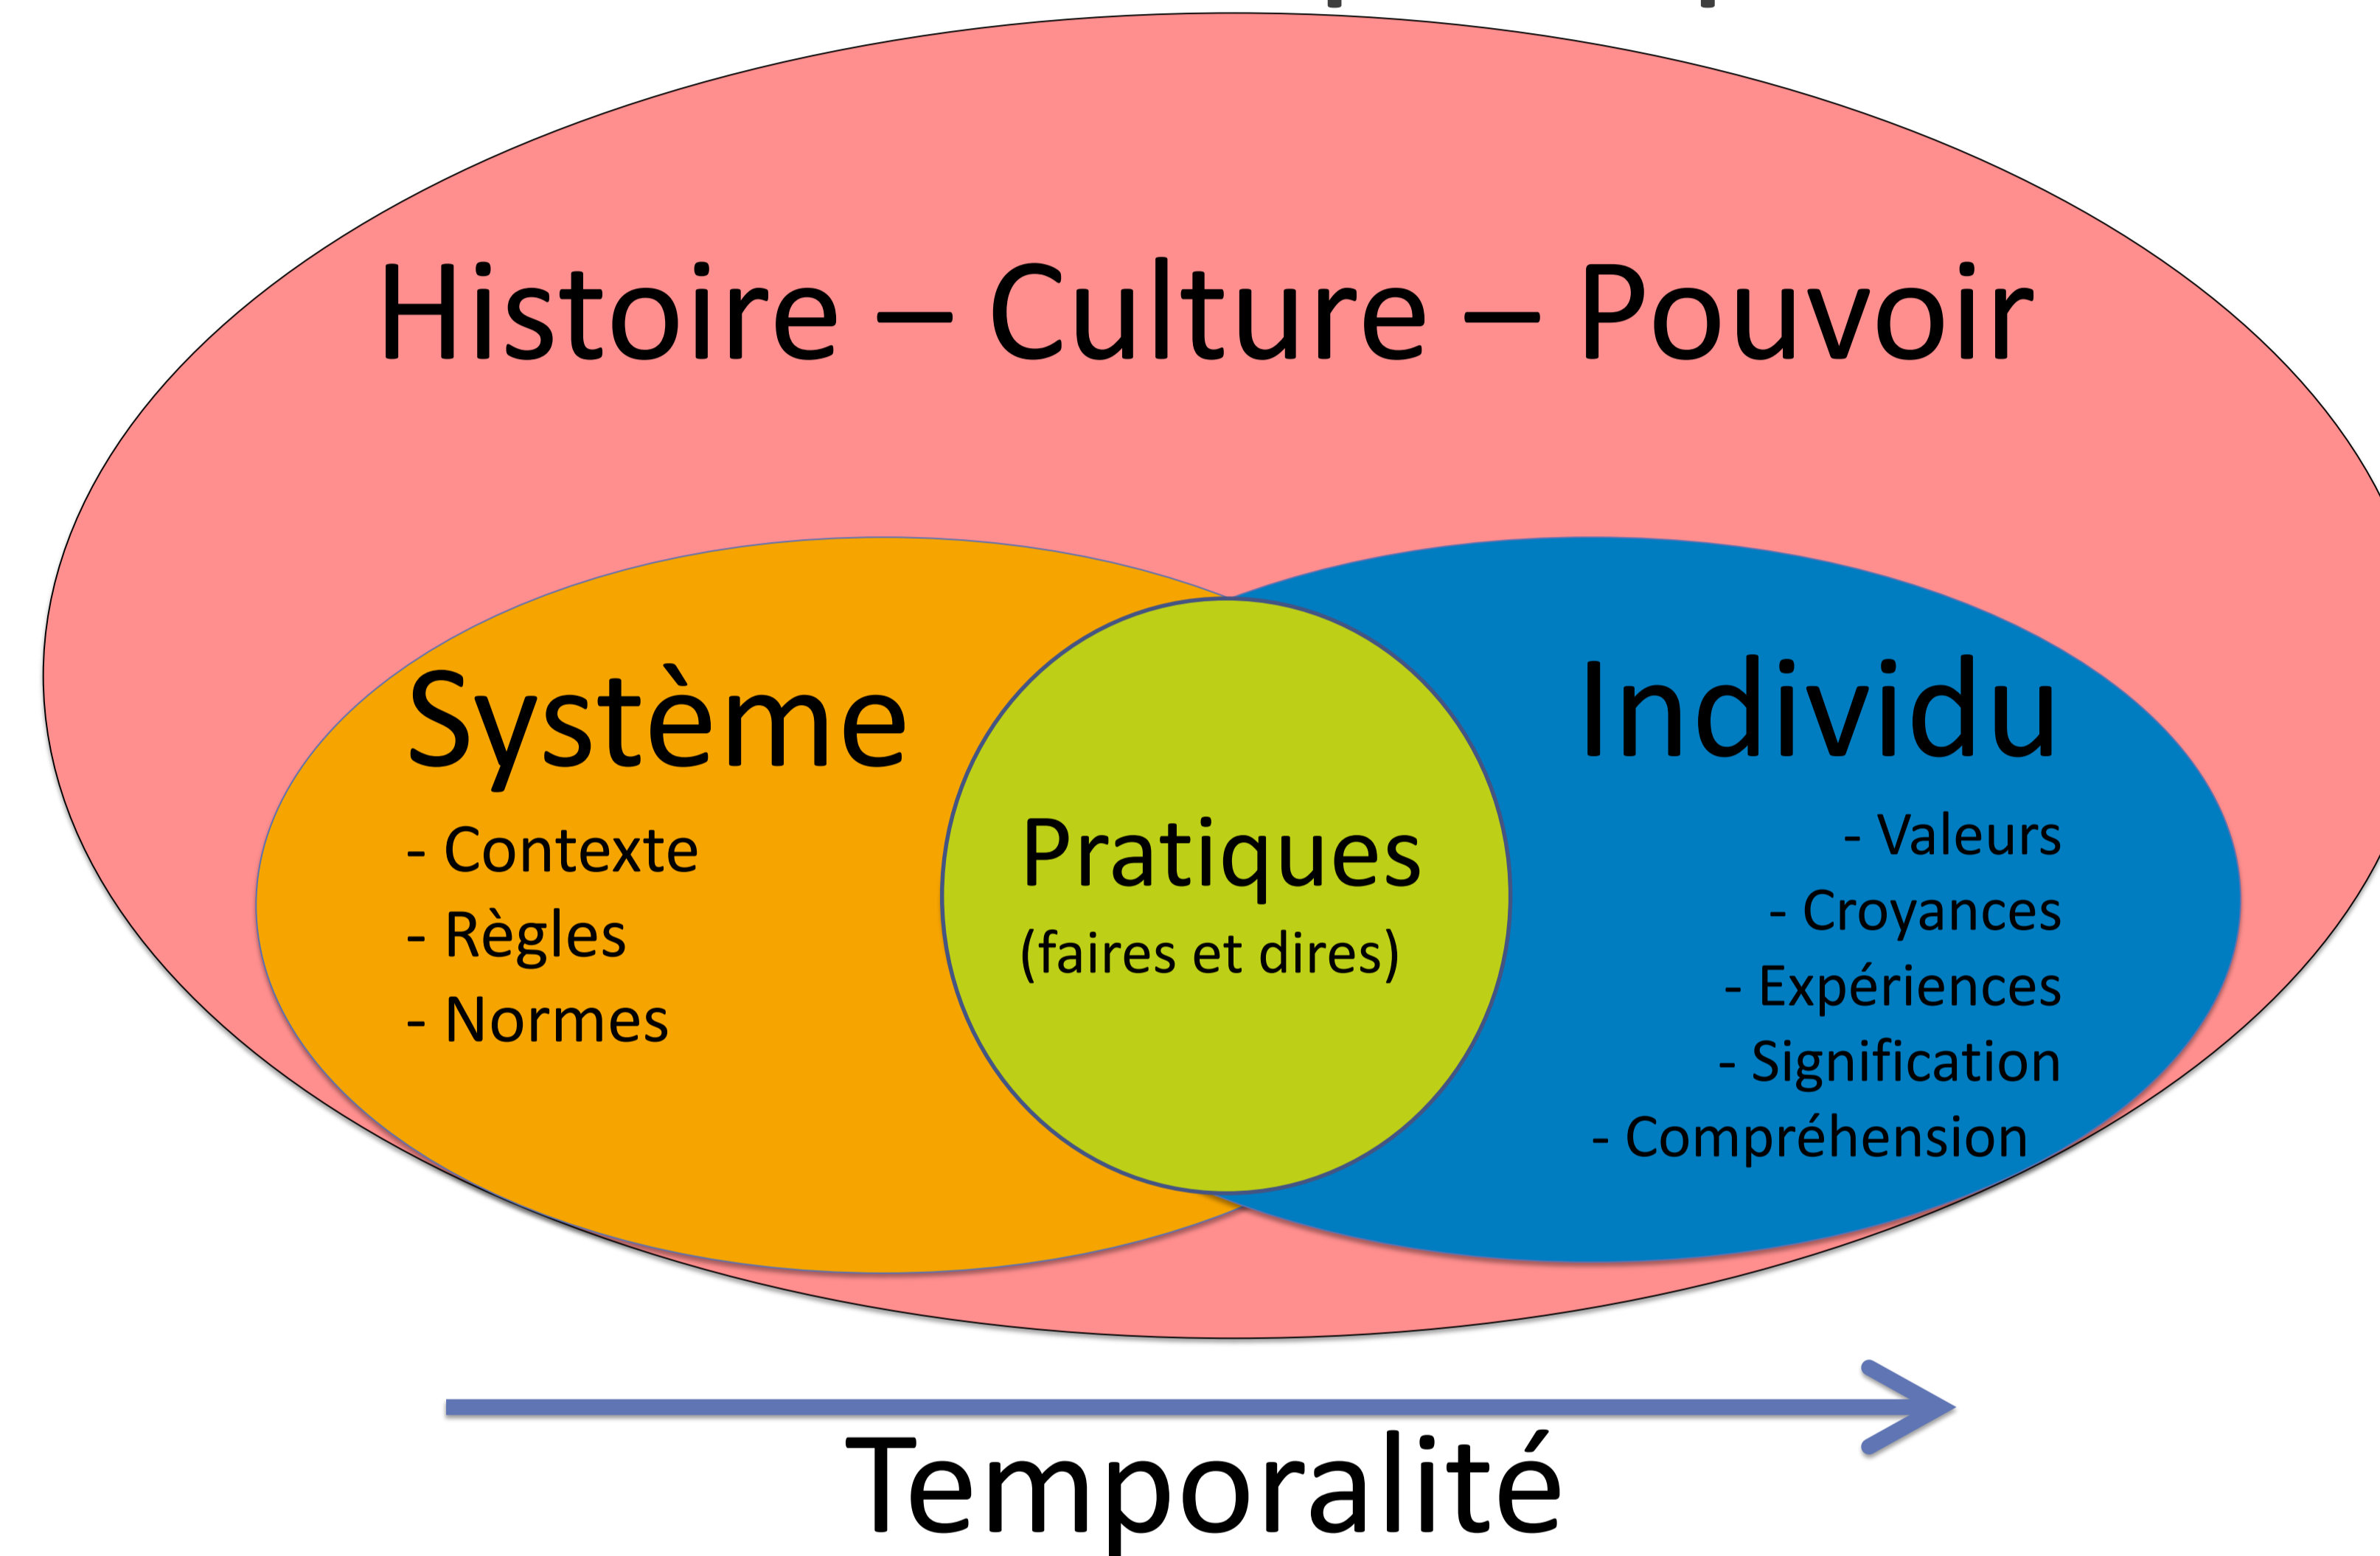 Histoire – Culture – Pouvoir
Système
- Contexte
- Règles
- Normes
Pratiques
(faires et dires)
Individu
- Valeurs
- Croyances
- Expériences
- Signification
- Compréhension
Temporalité